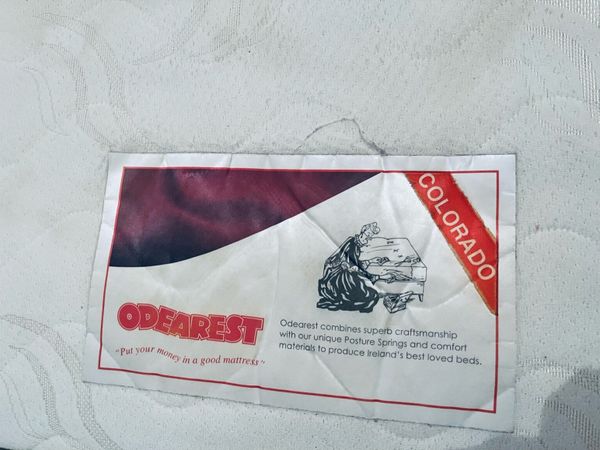 COLORADO
ODEAREST
"Put your money in a good mattress"
Odearest combines superb craftsmanship
with our unique Posture Springs and comfort
materials to produce Ireland's best loved beds.